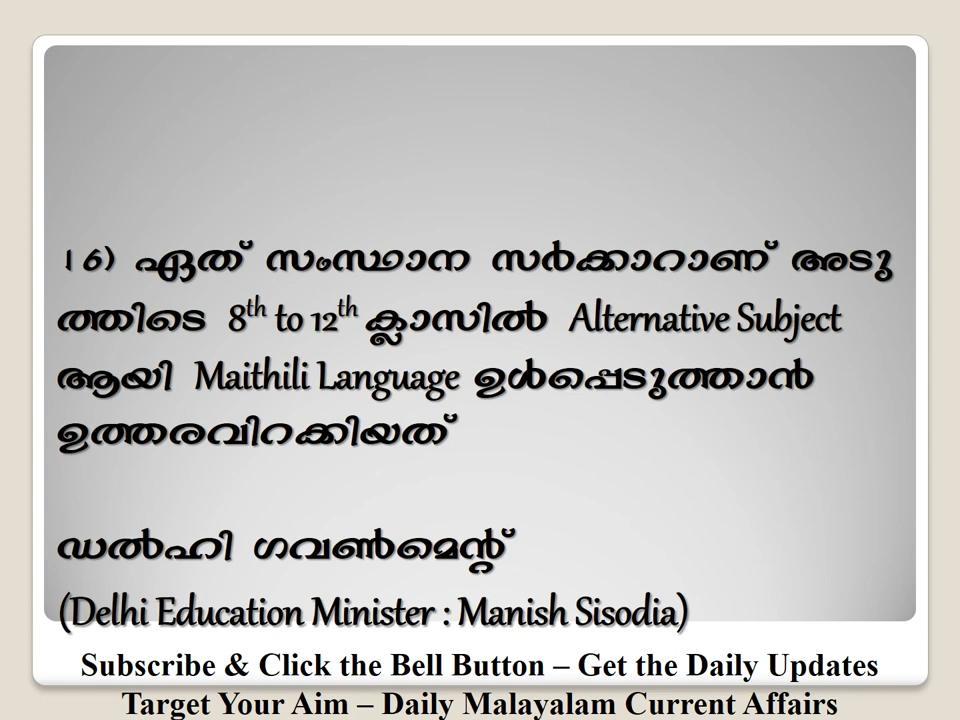 16) ഏത് സംസ്ഥാന സർക്കാറാണ് അടു
ത്തിടെ 8th to 12th ക്ലാസിൽ Alternative Subject
ആയി Maithili Language ഉൾപ്പെടുത്താൻ
ഉത്തരവിറക്കിയത്
ഡൽഹി ഗവൺമെന്റ്
(Delhi Education Minister : Manish Sisodia)
Subscribe & Click the Bell Button – Get the Daily Updates
Target Your Aim – Daily Malayalam Current Affairs